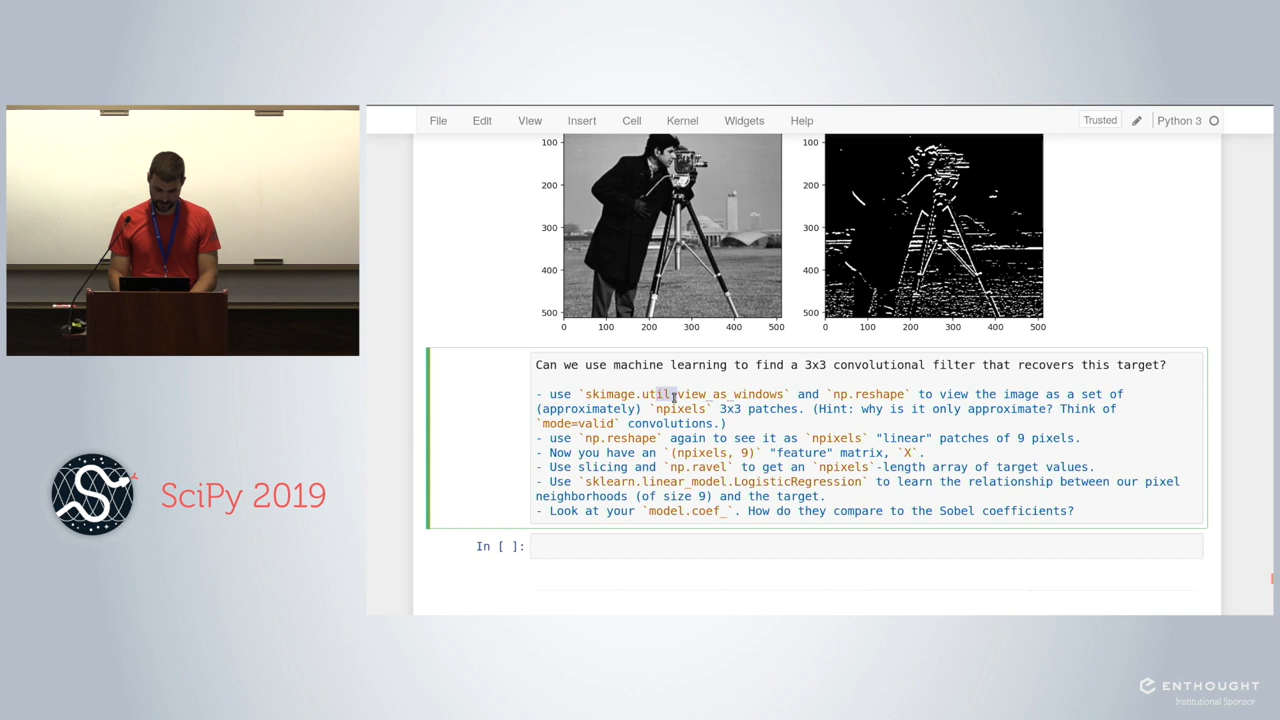 File Edit View Insert Cell Kernel Widgets Help Trusted Python 3
100 100
200 200
300 300
400 400
500 500
0 100 200 300 400 500 0 100 200 300 400 500
Can we use machine learning to find a 3x3 convolutional filter that recovers this target?
- use `skimage.util.view_as_windows` and `np.reshape` to view the image as a set of
(approximately) `npixels` 3x3 patches. (Hint: why is it only approximate? Think of
`mode=valid` convolutions.)
- use `np.reshape` again to see it as `npixels` "linear" patches of 9 pixels.
- Now you have an `(npixels, 9)` "feature" matrix, `X`.
- Use slicing and `np.ravel` to get an `npixels`-length array of target values.
- Use `sklearn.linear_model.LogisticRegression` to learn the relationship between our pixel
neighborhoods (of size 9) and the target.
- Look at your `model.coef_`. How do they compare to the Sobel coefficients?
In [ ]:
SciPy 2019
ENTHOUGHT
Institutional Sponsor